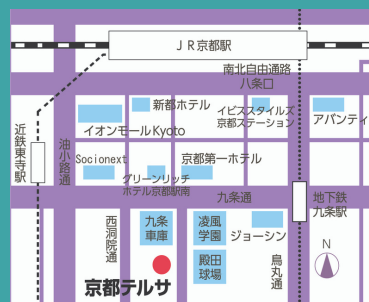 JR京都駅
南北自由通路
八条口
新都ホテル
イビススタイルズ
京都ステーション
アバンティ
イオンモールKyoto
近鉄東寺駅
油小路通
Socionext
京都第一ホテル
グリーンリッチ
ホテル京都駅南
九条通
地下鉄
九条駅
西洞院通
九条
車庫
凌風
学園
ジョーシン
殿田
球場
烏丸通
N
京都テルサ